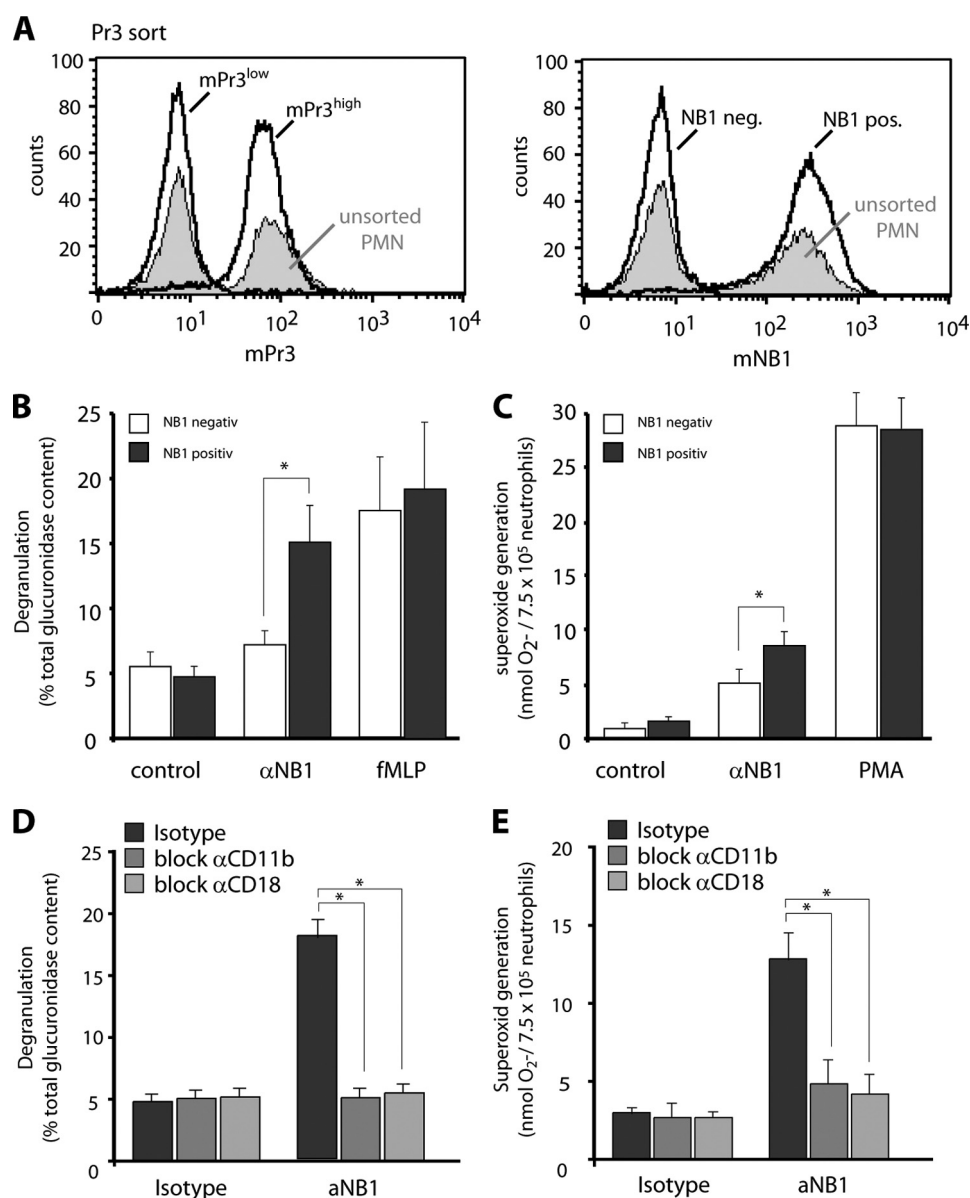 A
Pr3 sort
100
80
60
40
20
0
counts
mPr3low
mPr3high
unsorted
PMN
0 10¹ 10² 10³ 10⁴
mPr3
100
80
60
40
20
0
counts
NB1 neg.
NB1 pos.
unsorted
PMN
0 10¹ 10² 10³ 10⁴
mNB1
B
25
20
15
10
5
0
Degranulation
(% total glucuronidase content)
NB1 negativ
NB1 positiv
*
control αNB1 fMLP
C
30
25
20
15
10
5
0
superoxide generation
(nmol O₂- / 7.5 x 10⁵ neutrophils)
NB1 negativ
NB1 positiv
*
control αNB1 PMA
D
Isotype
block αCD11b
block αCD18
25
20
15
10
5
0
Degranulation
(% total glucuronidase content)
*
*
Isotype aNB1
E
Isotype
block αCD11b
block αCD18
20
15
10
5
0
Superoxid generation
(nmol O₂-/ 7.5 x 10⁵ neutrophils)
*
*
Isotype aNB1